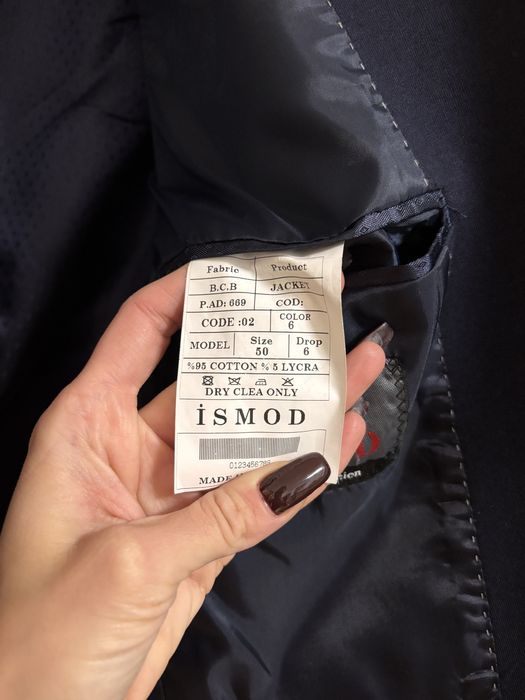 Fabric Product
B.C.B JACKET
P.AD: 669 COD:
CODE :02 COLOR 6
MODEL Size 50 Drop 6
%95 COTTON % 5 LYCRA
DRY CLEA ONLY
İSMOD